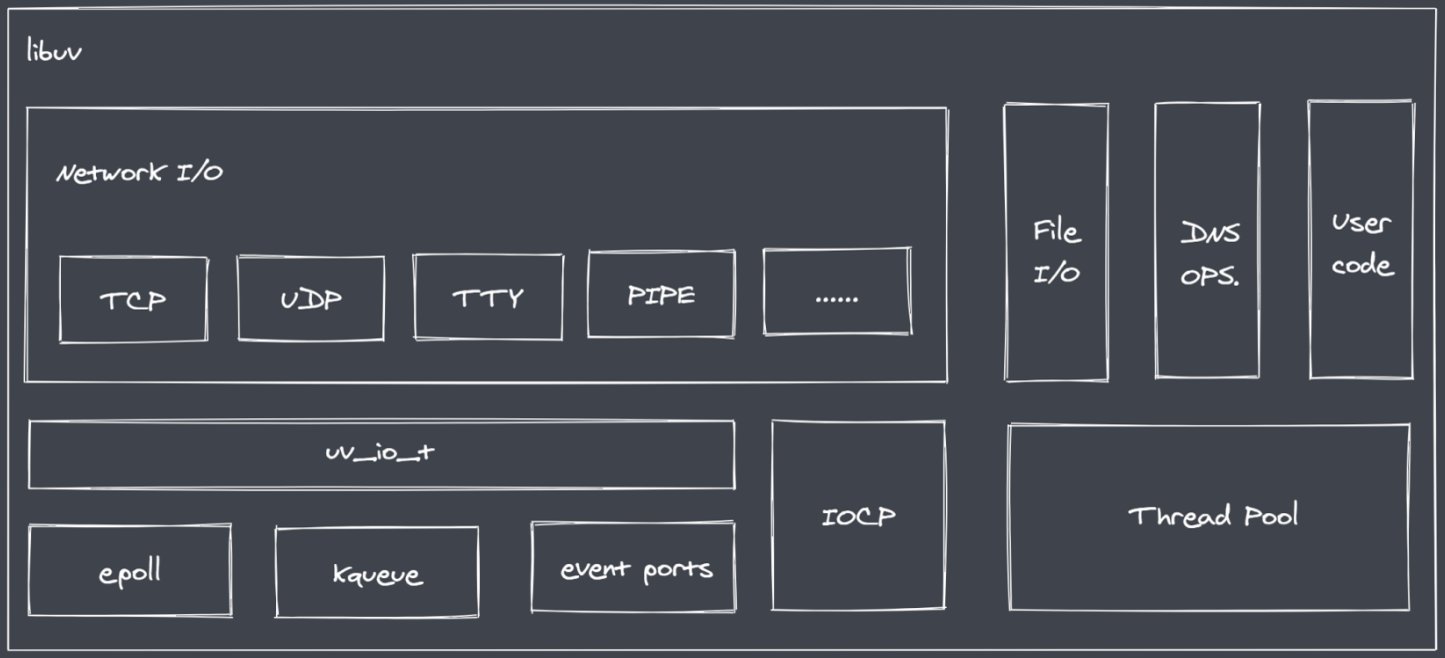 libuv
Network I/O
TCP
UDP
TTY
PIPE
......
File
I/O
DNS
OPS.
User
code
uv_io_t
IOCP
Thread Pool
epoll
kqueue
event ports